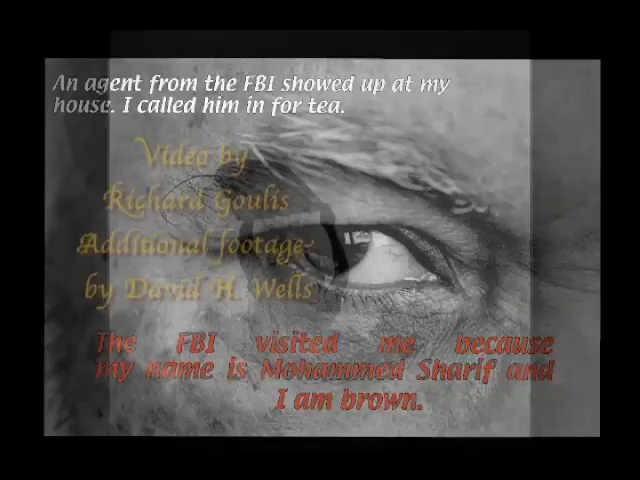 An agent from the FBI showed up at my
house. I called him in for tea.
Video by
Richard Goulis
Additional footage
by David H. Wells
The FBI visited me because
my name is Mohammed Sharif and
I am brown.